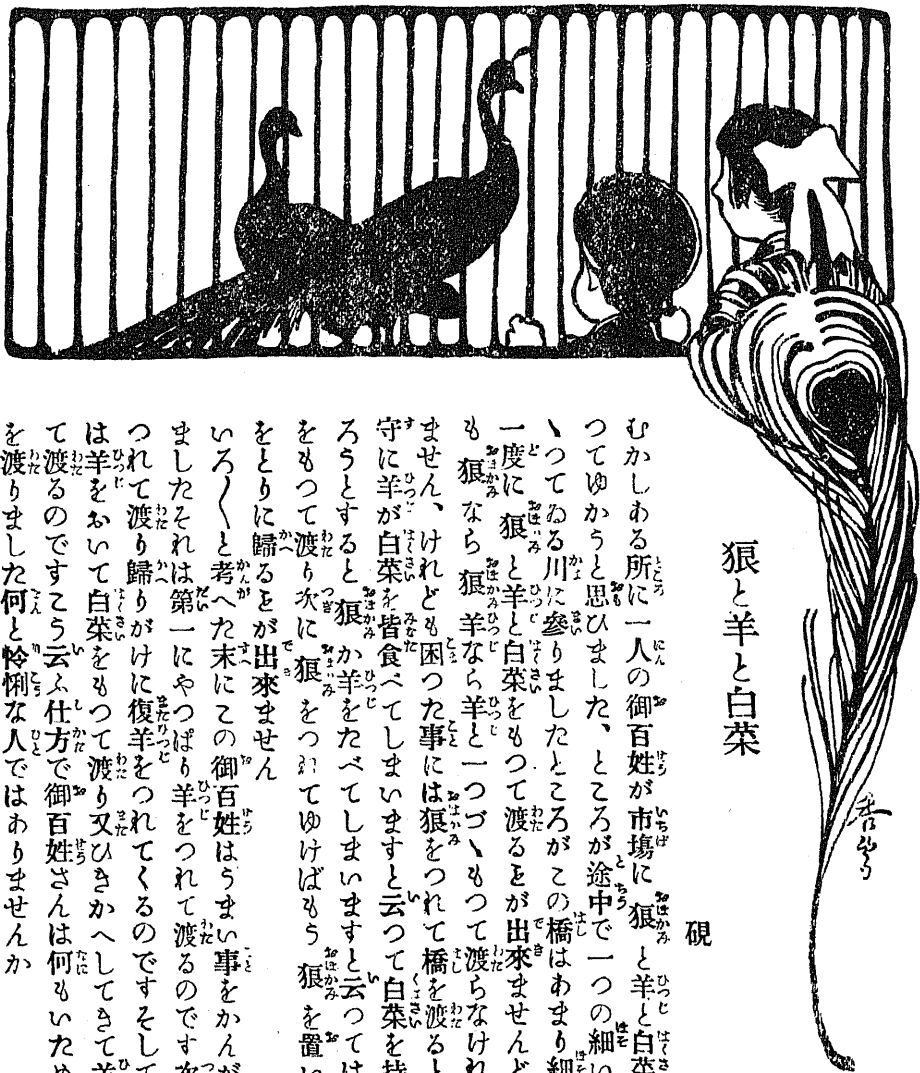 狼と羊と白菜
硯
むかしある所に一人の御百姓が市塲に狼と羊と白菜
つてゆかうと思ひました、ところが途中で一つの細い
ヽつてゐる川に參りましたところがこの橋はあまり細
一度に狼と羊と白菜をもつて渡るゟが出來ませんど
も狼なら狼羊なら羊と一つづヽもつて渡らなけれ
ません、けれども困つた事には狼をつれて橋を渡ると
守に羊が白菜を皆食べてしまいますと云つて白菜を持
ろうとすると狼か羊をたべてしまいますと云つては
をもつて渡り次に狼をつれてゆけばもう狼を置い
をとりに歸るゟが出來ません
いろ〱と考へた末にこの御百姓はうまい事をかんが
ましたそれは第一にやつぱり羊をつれて渡るのです次
つれて渡り歸りがけに復羊をつれてくるのですそして
は羊をおいて白菜をもつて渡り又ひきかへしてきて羊
て渡るのですこう云ふ仕方で御百姓さんは何もいため
を渡りました何と怜悧な人ではありませんか